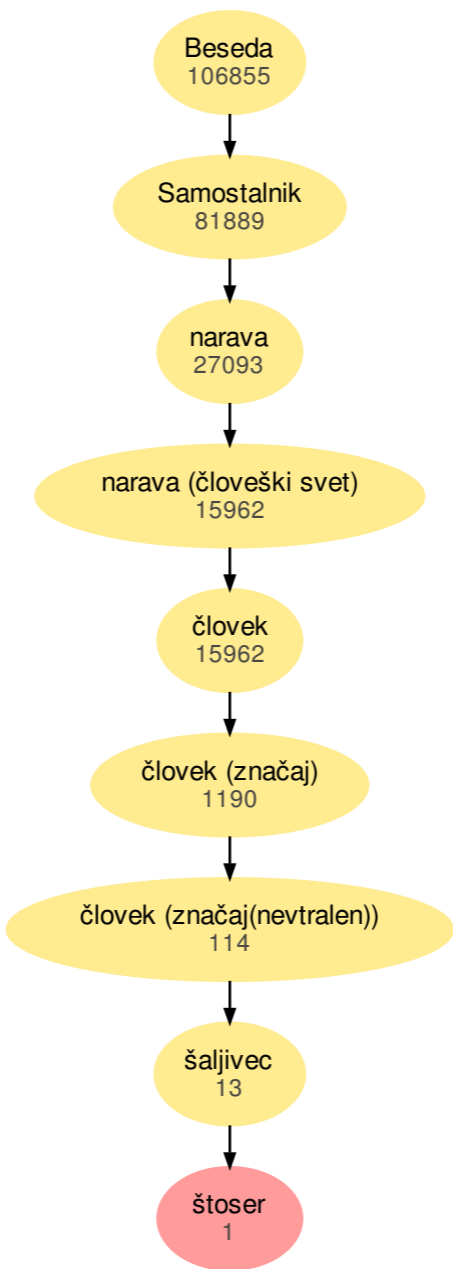 Beseda
106855
Samostalnik
81889
narava
27093
narava (človeški svet)
15962
človek
15962
človek (značaj)
1190
človek (značaj(nevtralen))
114
šaljivec
13
štoser
1